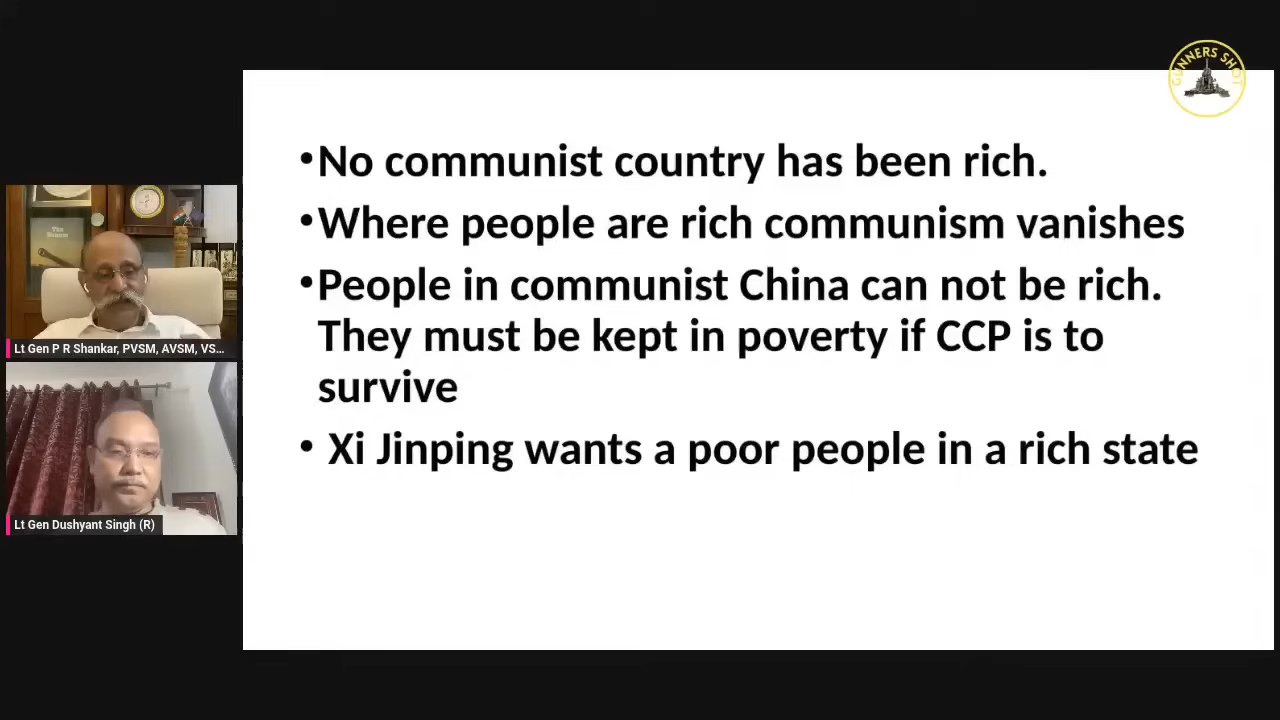 GUNNERS SHOT
•No communist country has been rich.
•Where people are rich communism vanishes
•People in communist China can not be rich.
They must be kept in poverty if CCP is to
survive
• Xi Jinping wants a poor people in a rich state
Lt Gen P R Shankar, PVSM, AVSM, VS...
Lt Gen Dushyant Singh (R)